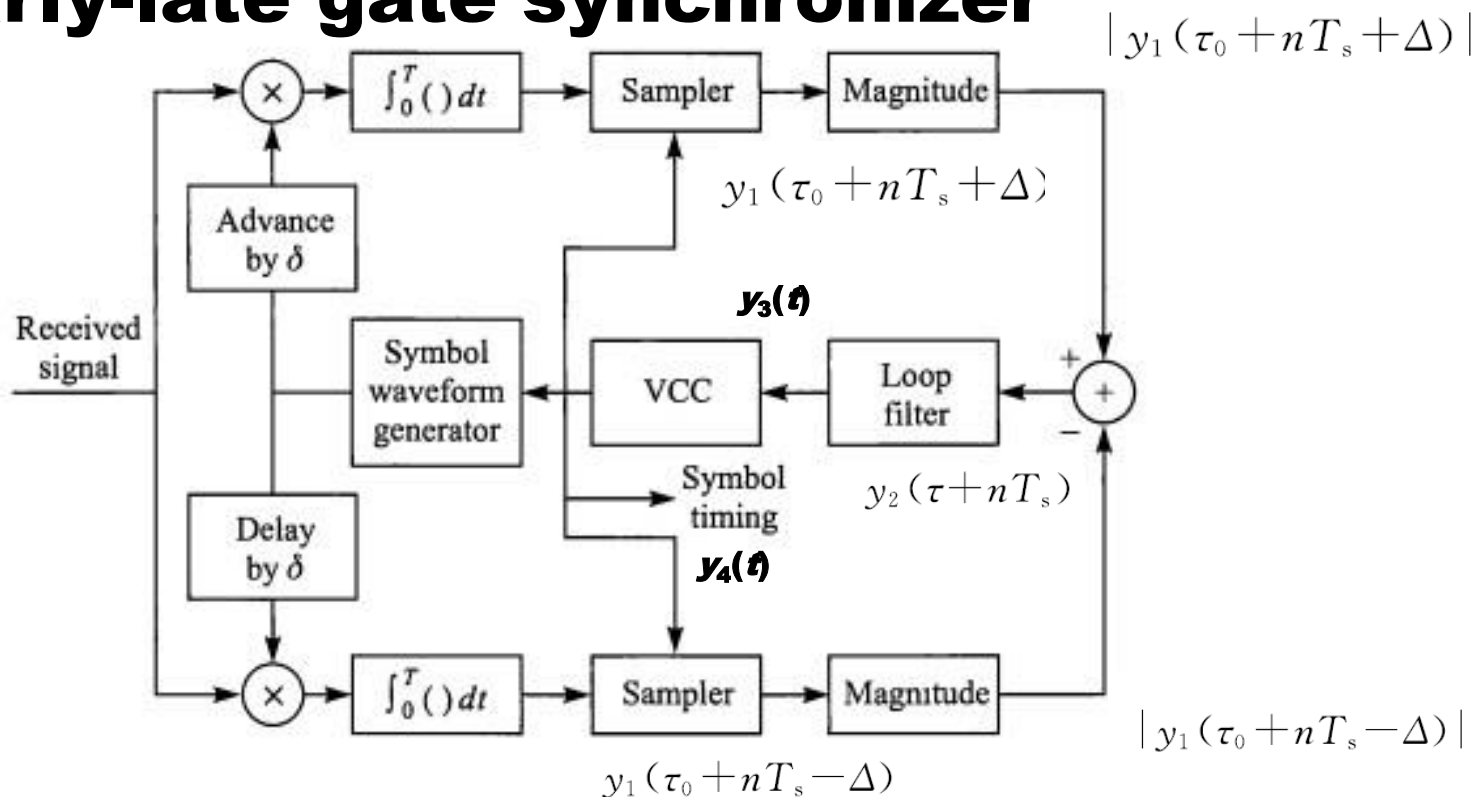 rly-late gate synchronizer
|y₁(τ₀+nTₛ+Δ)|
× ∫₀ᵀ( )dt Sampler Magnitude
y₁(τ₀+nTₛ+Δ)
Advance
by δ
y₃(t)
Received
signal
Symbol
waveform
generator
VCC
Loop
filter
+
+
−
y₂(τ+nTₛ)
Symbol
timing
Delay
by δ
y₄(t)
× ∫₀ᵀ( )dt Sampler Magnitude
|y₁(τ₀+nTₛ−Δ)|
y₁(τ₀+nTₛ−Δ)